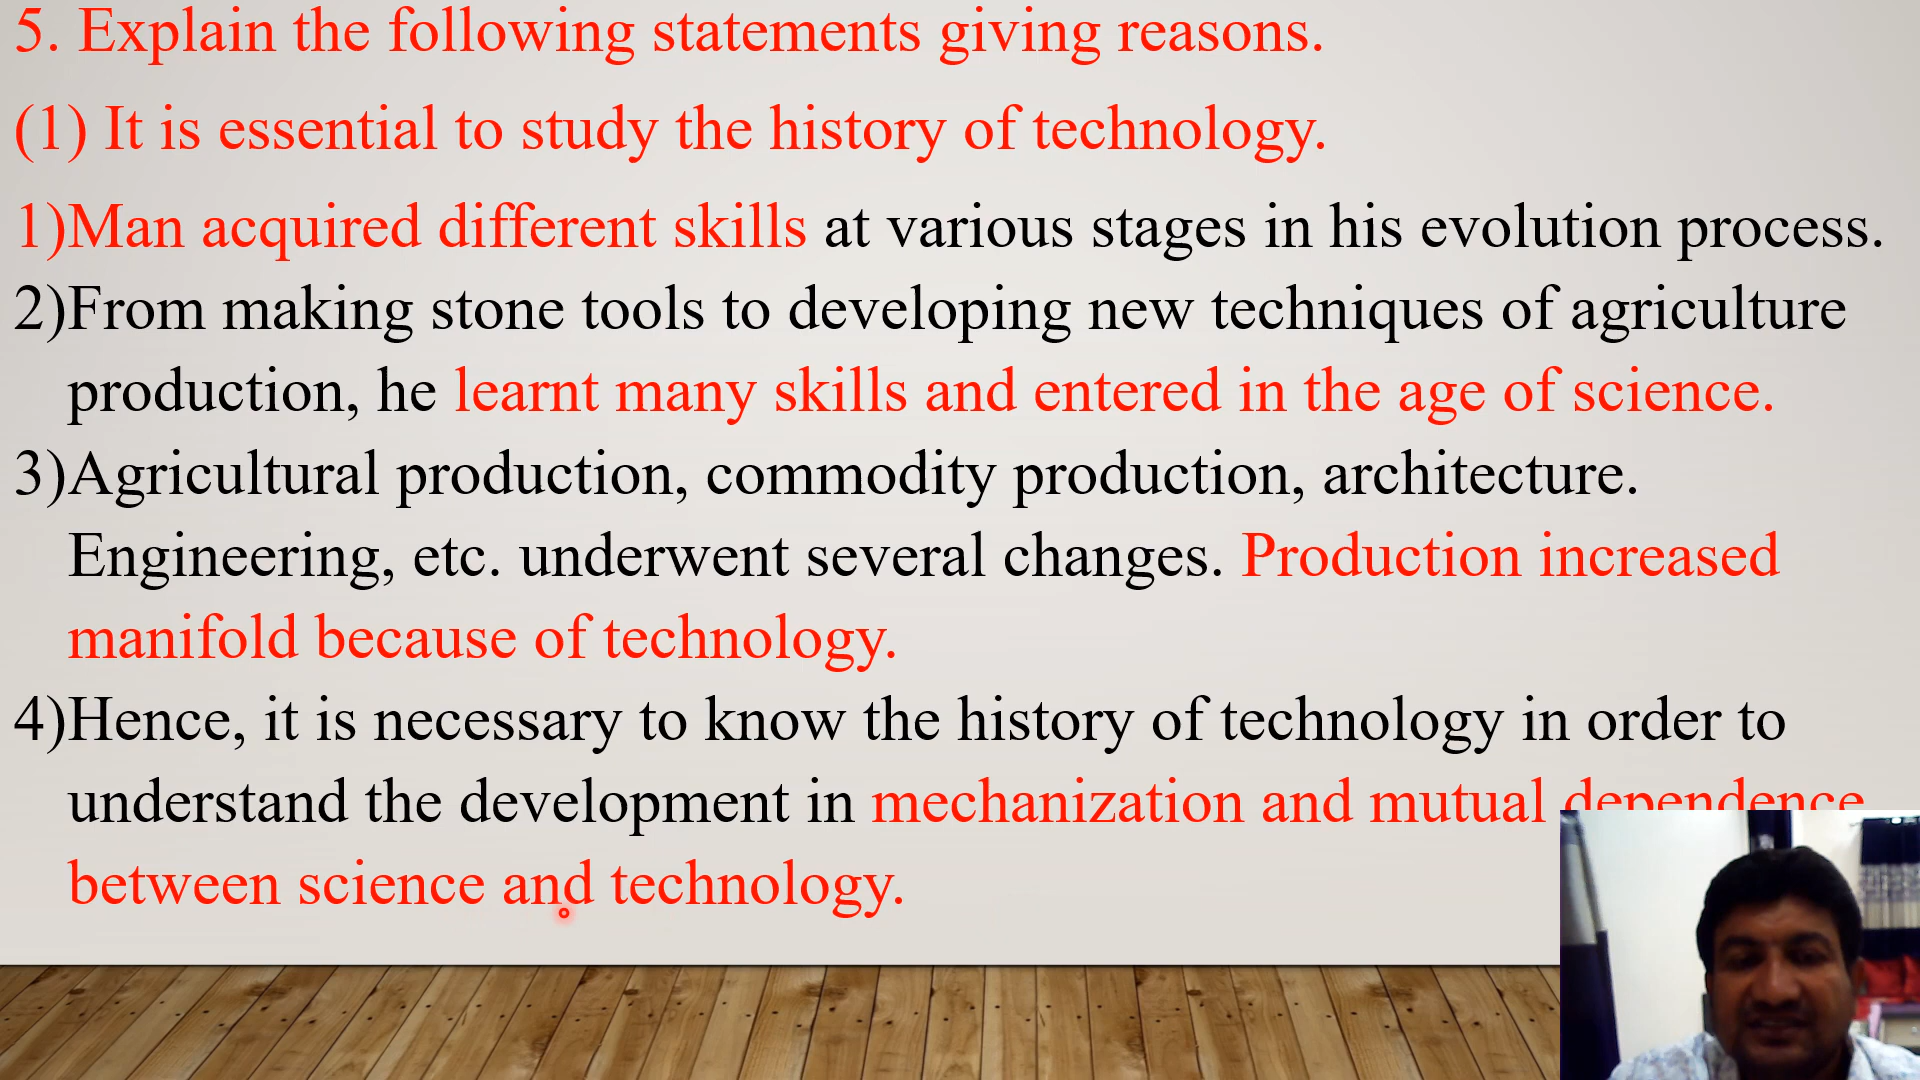 5. Explain the following statements giving reasons.
(1) It is essential to study the history of technology.
1)Man acquired different skills at various stages in his evolution process.
2)From making stone tools to developing new techniques of agriculture
production, he learnt many skills and entered in the age of science.
3)Agricultural production, commodity production, architecture.
Engineering, etc. underwent several changes. Production increased
manifold because of technology.
4)Hence, it is necessary to know the history of technology in order to
understand the development in mechanization and mutual dependence
between science and technology.